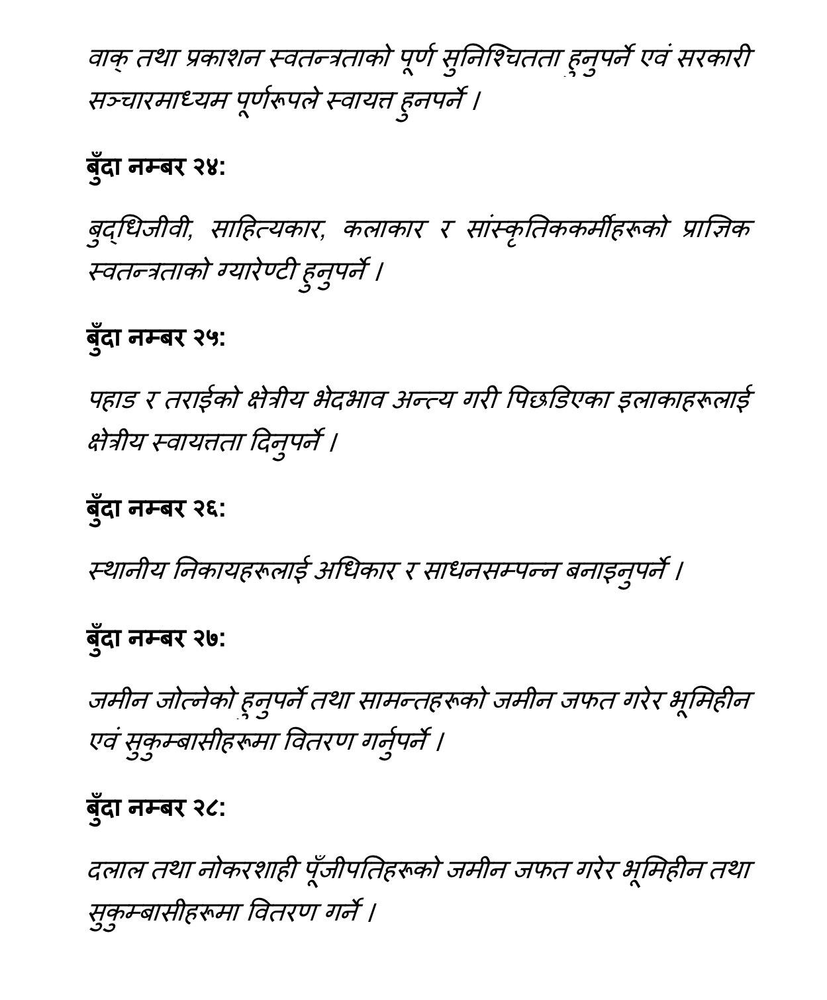 वाक् तथा प्रकाशन स्वतन्त्रताको पूर्ण सुनिश्चितता हुनुपर्ने एवं सरकारी
सञ्चारमाध्यम पूर्णरूपले स्वायत्त हुनपर्ने ।
बुँदा नम्बर २४:
बुद्धिजीवी, साहित्यकार, कलाकार र सांस्कृतिककर्मीहरूको प्राज्ञिक
स्वतन्त्रताको ग्यारेण्टी हुनुपर्ने ।
बुँदा नम्बर २५:
पहाड र तराईको क्षेत्रीय भेदभाव अन्त्य गरी पिछडिएका इलाकाहरूलाई
क्षेत्रीय स्वायत्तता दिनुपर्ने ।
बुँदा नम्बर २६:
स्थानीय निकायहरूलाई अधिकार र साधनसम्पन्न बनाइनुपर्ने ।
बुँदा नम्बर २७:
जमीन जोत्नेको हुनुपर्ने तथा सामन्तहरूको जमीन जफत गरेर भूमिहीन
एवं सुकुम्बासीहरूमा वितरण गर्नुपर्ने ।
बुँदा नम्बर २८:
दलाल तथा नोकरशाही पूँजीपतिहरूको जमीन जफत गरेर भूमिहीन तथा
सुकुम्बासीहरूमा वितरण गर्ने ।